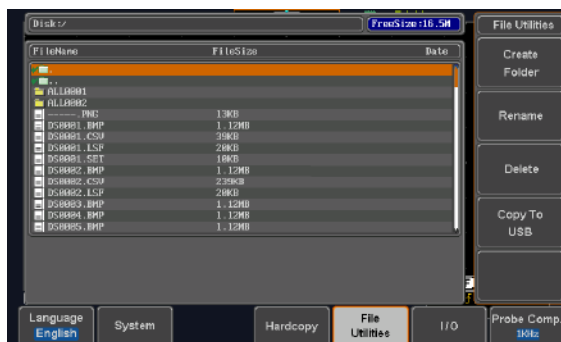 Disk:/ FreeSize:16.5M
FileName FileSize Date
.
..
ALL0001
ALL0002
-----.PNG 13KB
DS0001.BMP 1.12MB
DS0001.CSV 39KB
DS0001.LSF 20KB
DS0001.SET 10KB
DS0002.BMP 1.12MB
DS0002.CSV 239KB
DS0002.LSF 20KB
DS0003.BMP 1.12MB
DS0004.BMP 1.12MB
DS0005.BMP 1.12MB
File Utilities
Create
Folder
Rename
Delete
Copy To
USB
Language
English
System
Hardcopy
File
Utilities
I/O
Probe Comp.
1KHz